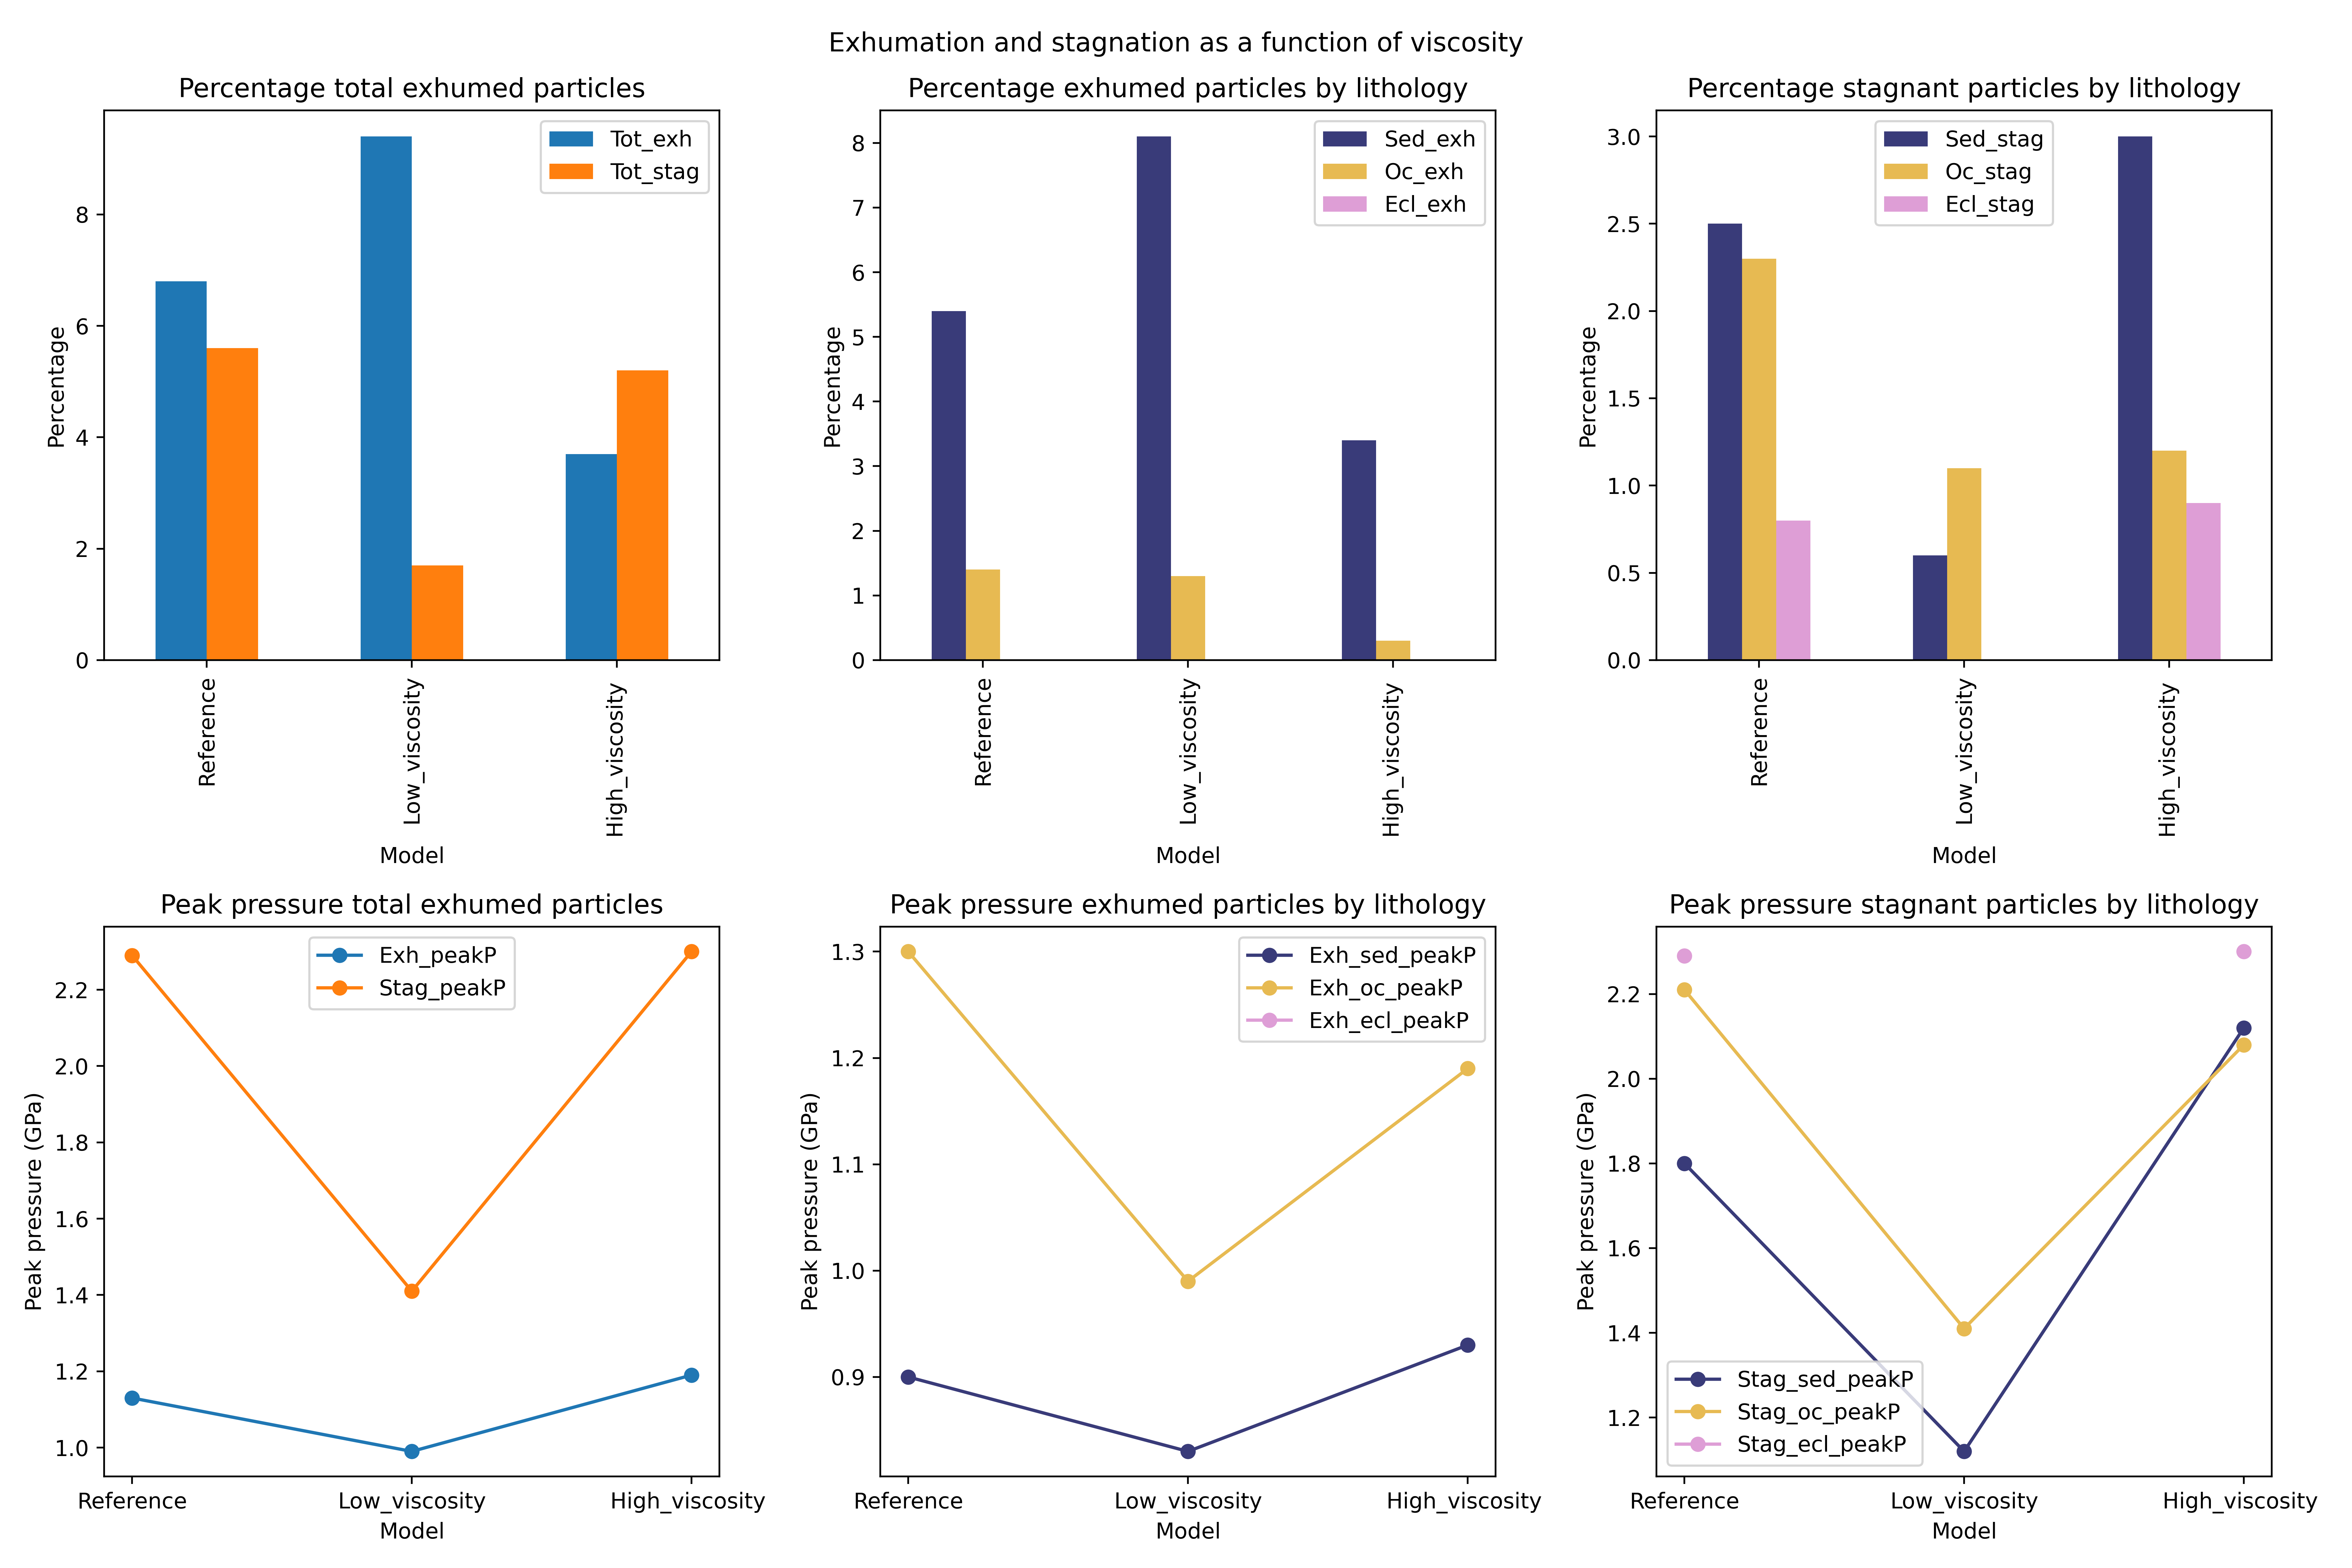 Exhumation and stagnation as a function of viscosity
Percentage total exhumed particles
Percentage
8
6
4
2
0
Tot_exh
Tot_stag
Reference
Low_viscosity
High_viscosity
Model
Percentage exhumed particles by lithology
Percentage
8
7
6
5
4
3
2
1
0
Sed_exh
Oc_exh
Ecl_exh
Reference
Low_viscosity
High_viscosity
Model
Percentage stagnant particles by lithology
Percentage
3.0
2.5
2.0
1.5
1.0
0.5
0.0
Sed_stag
Oc_stag
Ecl_stag
Reference
Low_viscosity
High_viscosity
Model
Peak pressure total exhumed particles
Peak pressure (GPa)
2.2
2.0
1.8
1.6
1.4
1.2
1.0
Exh_peakP
Stag_peakP
Reference
Low_viscosity
High_viscosity
Model
Peak pressure exhumed particles by lithology
Peak pressure (GPa)
1.3
1.2
1.1
1.0
0.9
Exh_sed_peakP
Exh_oc_peakP
Exh_ecl_peakP
Reference
Low_viscosity
High_viscosity
Model
Peak pressure stagnant particles by lithology
Peak pressure (GPa)
2.2
2.0
1.8
1.6
1.4
1.2
Stag_sed_peakP
Stag_oc_peakP
Stag_ecl_peakP
Reference
Low_viscosity
High_viscosity
Model